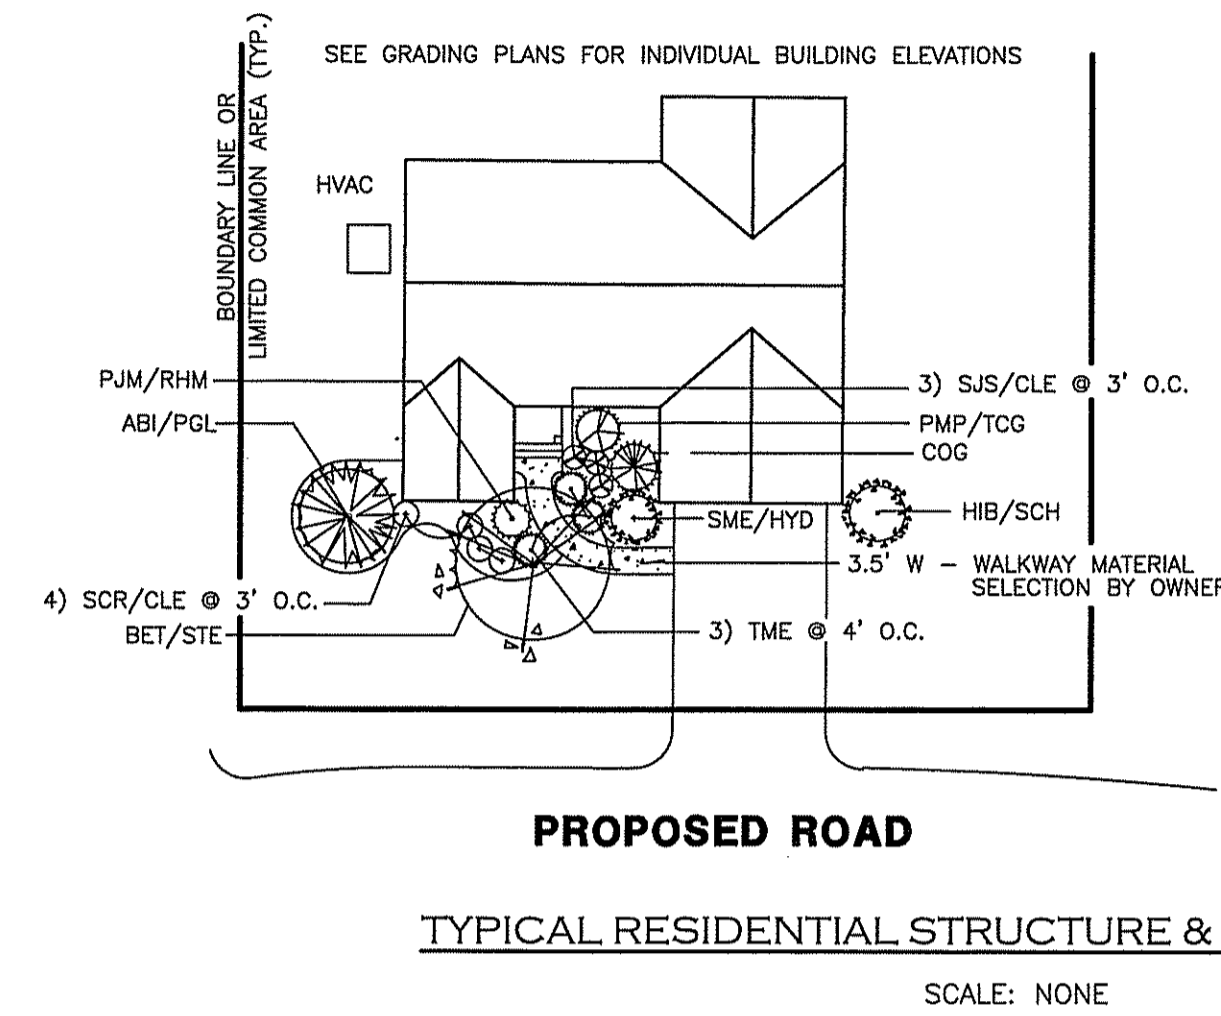 SEE GRADING PLANS FOR INDIVIDUAL BUILDING ELEVATIONS
BOUNDARY LINE OR
LIMITED COMMON AREA (TYP.)
HVAC
PJM/RHM
3) SJS/CLE @ 3' O.C.
ABI/PGL
PMP/TCG
COG
SME/HYD
HIB/SCH
3.5' W – WALKWAY MATERIAL
SELECTION BY OWNER
4) SCR/CLE @ 3' O.C.
BET/STE
3) TME @ 4' O.C.
PROPOSED ROAD
TYPICAL RESIDENTIAL STRUCTURE &
SCALE: NONE